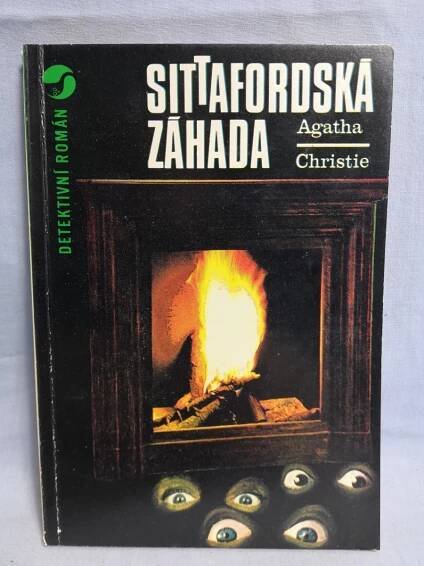 DETEKTIVNÍ ROMÁN
SITTAFORDSKÁ
ZÁHADA
Agatha
Christie